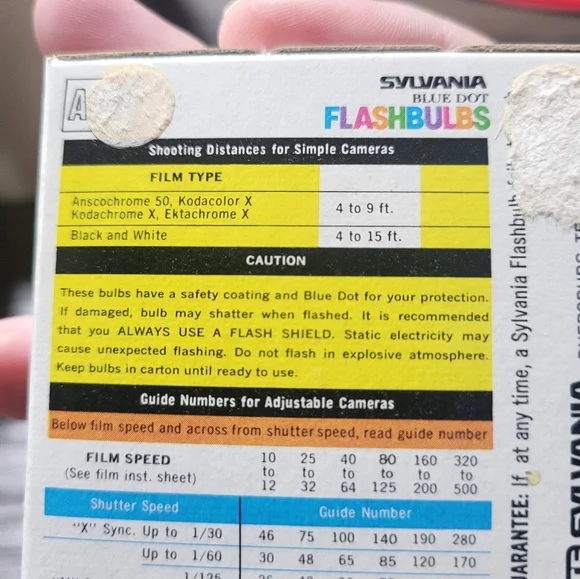 A
SYLVANIA
BLUE DOT
FLASHBULBS
Shooting Distances for Simple Cameras
FILM TYPE
Anscochrome 50, Kodacolor X
Kodachrome X, Ektachrome X
4 to 9 ft.
Black and White
4 to 15 ft.
CAUTION
These bulbs have a safety coating and Blue Dot for your protection.
If damaged, bulb may shatter when flashed. It is recommended
that you ALWAYS USE A FLASH SHIELD. Static electricity may
cause unexpected flashing. Do not flash in explosive atmosphere.
Keep bulbs in carton until ready to use.
Guide Numbers for Adjustable Cameras
Below film speed and across from shutter speed, read guide number
FILM SPEED 10 25 40 80 160 320
(See film inst. sheet) to to to to to to
12 32 64 125 200 500
Shutter Speed Guide Number
"X" Sync. Up to 1/30 46 75 100 140 190 280
Up to 1/60 30 48 65 85 120 170
1/125
ARANTEE: If, at any time, a Sylvania Flashbulb
SYLVANIA